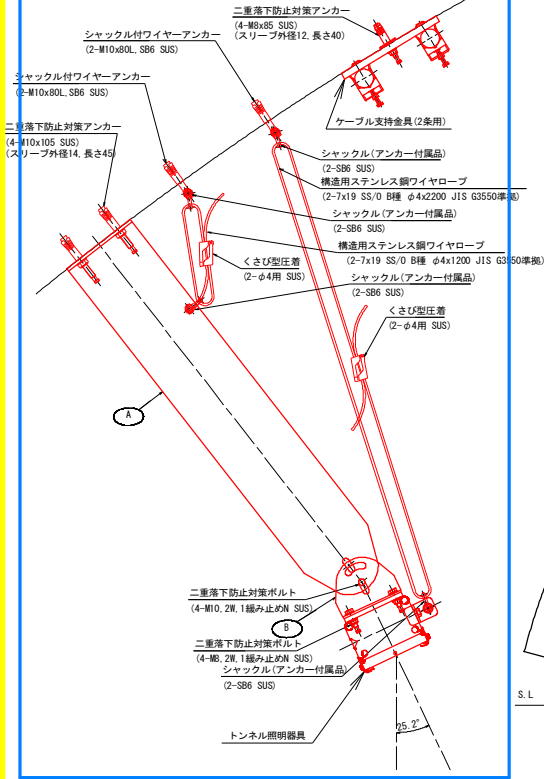 二重落下防止対策アンカー
(4-M8x85 SUS)
(スリーブ外径12, 長さ40)
シャックル付ワイヤーアンカー
(2-M10x80L, SB6 SUS)
シャックル付ワイヤーアンカー
(2-M10x80L, SB6 SUS)
二重落下防止対策アンカー
(4-M10x105 SUS)
(スリーブ外径14, 長さ45)
ケーブル支持金具(2条用)
シャックル(アンカー付属品)
(2-SB6 SUS)
構造用ステンレス鋼ワイヤロープ
(2-7x19 SS/O B種 φ4x2200 JIS G3550準拠)
シャックル(アンカー付属品)
(2-SB6 SUS)
構造用ステンレス鋼ワイヤロープ
(2-7x19 SS/O B種 φ4x1200 JIS G3550準拠)
くさび型圧着
(2-φ4用 SUS)
シャックル(アンカー付属品)
(2-SB6 SUS)
くさび型圧着
(2-φ4用 SUS)
A
二重落下防止対策ボルト
(4-M10, 2W, 1緩み止めN SUS)
B
二重落下防止対策ボルト
(4-M8, 2W, 1緩み止めN SUS)
シャックル(アンカー付属品)
(2-SB6 SUS)
トンネル照明器具
25.2°
S.L